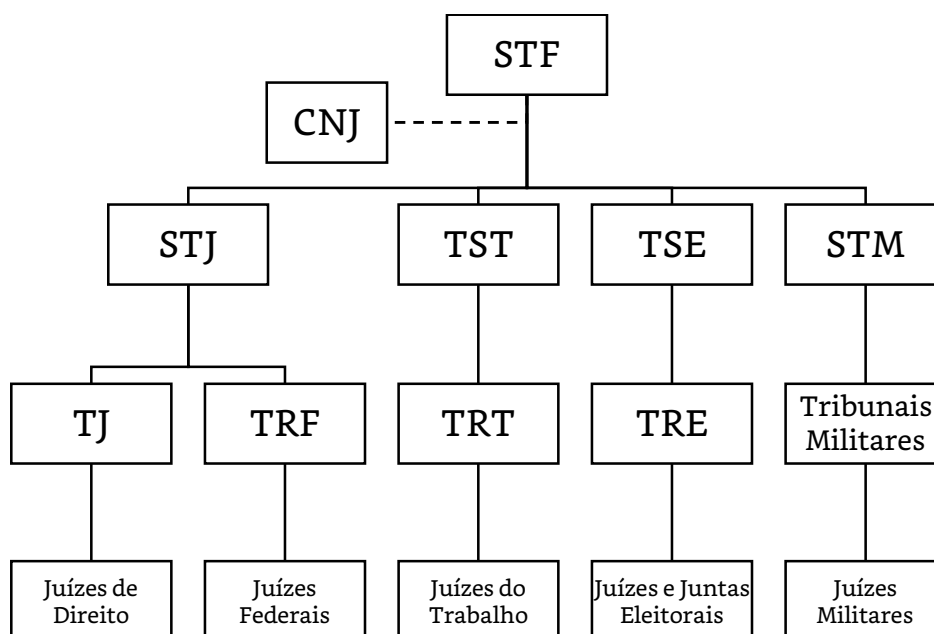 STF
CNJ
STJ
TST
TSE
STM
TJ
TRF
TRT
TRE
Tribunais
Militares
Juízes de
Direito
Juízes
Federais
Juízes do
Trabalho
Juízes e Juntas
Eleitorais
Juízes
Militares